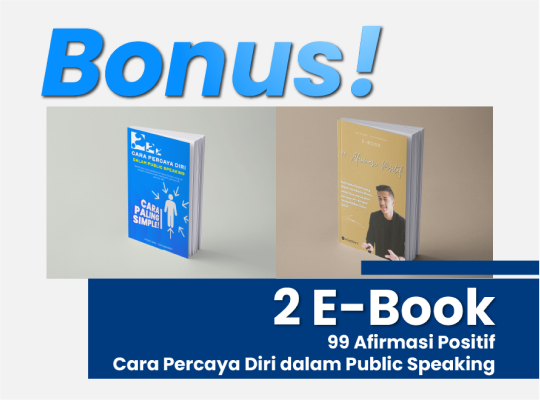 Bonus!
CARA PERCAYA DIRI
DALAM PUBLIC SPEAKING
CARA
PALING
SIMPLE!
2 E-Book
99 Afirmasi Positif
Cara Percaya Diri dalam Public Speaking